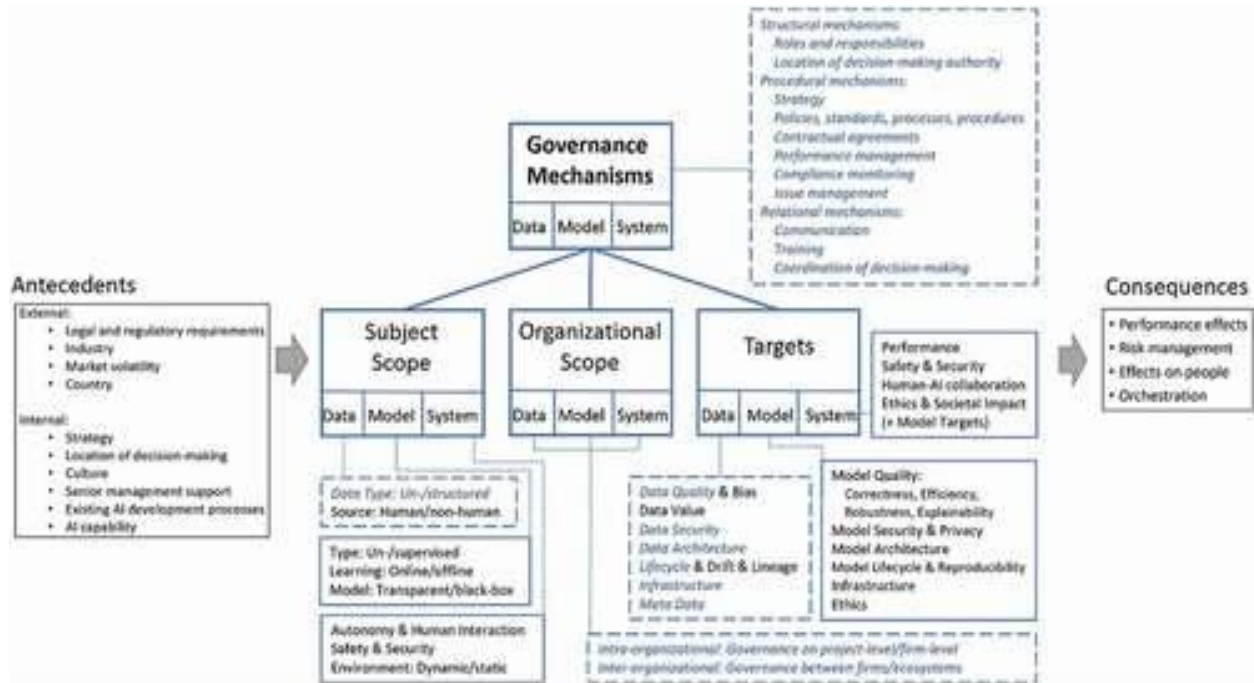 Structural mechanisms:
Roles and responsibilities
Location of decision-making authority
Procedural mechanisms:
Strategy
Policies, standards, processes, procedures
Contractual agreements
Performance management
Compliance monitoring
Issue management
Relational mechanisms:
Communication
Training
Coordination of decision-making
Governance
Mechanisms
Data Model System
Antecedents
External:
• Legal and regulatory requirements
• Industry
• Market volatility
• Country
Internal:
• Strategy
• Location of decision-making
• Culture
• Senior management support
• Existing AI development processes
• AI capability
Subject
Scope
Data Model System
Organizational
Scope
Data Model System
Targets
Data Model System
Performance
Safety & Security
Human-AI collaboration
Ethics & Societal Impact
(+ Model Targets)
Consequences
• Performance effects
• Risk management
• Effects on people
• Orchestration
Data Type: Un-/structured
Source: Human/non-human
Type: Un-/supervised
Learning: Online/offline
Model: Transparent/black-box
Autonomy & Human Interaction
Safety & Security
Environment: Dynamic/static
Data Quality & Bias
Data Value
Data Security
Data Architecture
Lifecycle & Drift & Lineage
Infrastructure
Meta Data
Model Quality:
Correctness, Efficiency,
Robustness, Explainability
Model Security & Privacy
Model Architecture
Model Lifecycle & Reproducibility
Infrastructure
Ethics
Intra-organizational: Governance on project-level/firm-level
Inter-organizational: Governance between firms/ecosystems